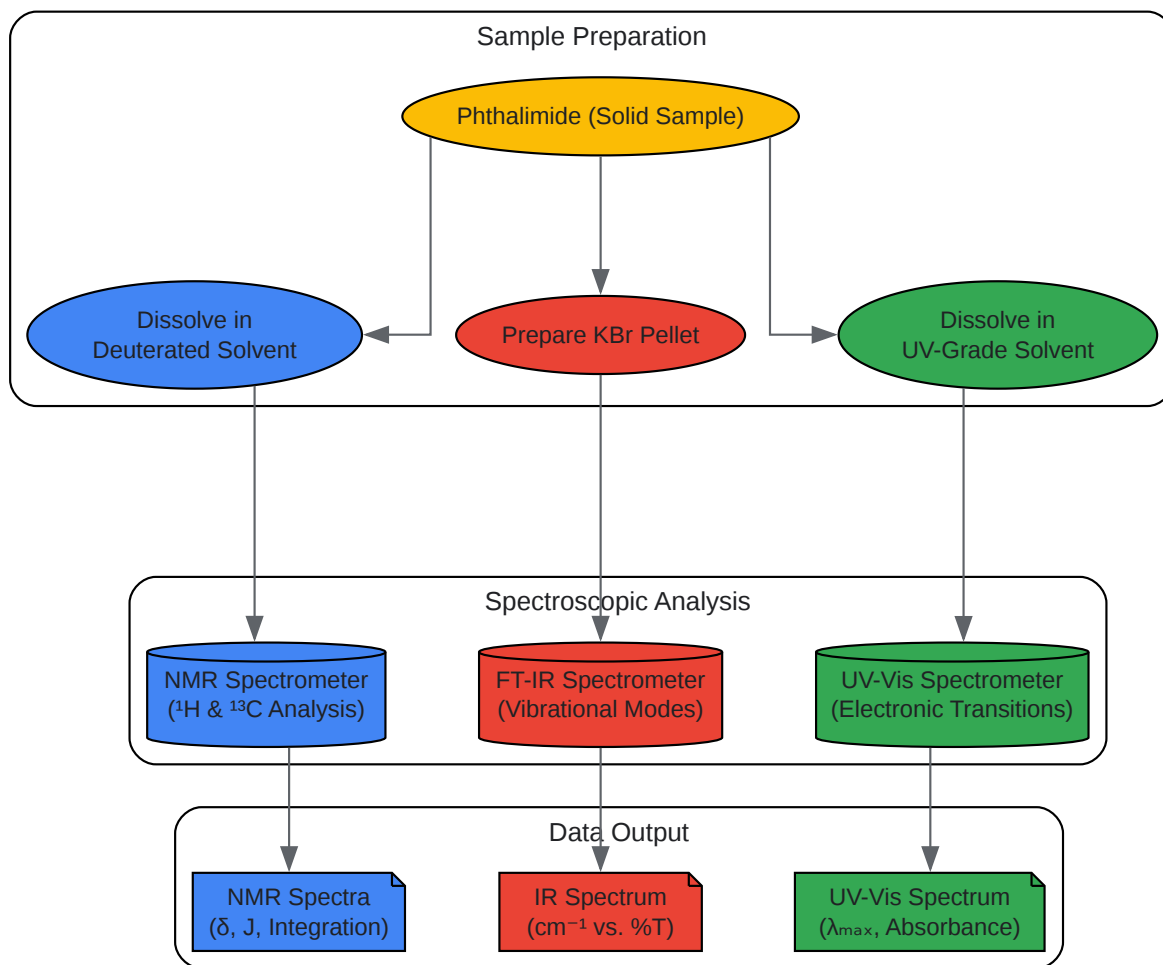 Sample Preparation
Phthalimide (Solid Sample)
Dissolve in
Deuterated Solvent
Prepare KBr Pellet
Dissolve in
UV-Grade Solvent
Spectroscopic Analysis
NMR Spectrometer
(¹H & ¹³C Analysis)
FT-IR Spectrometer
(Vibrational Modes)
UV-Vis Spectrometer
(Electronic Transitions)
Data Output
NMR Spectra
(δ, J, Integration)
IR Spectrum
(cm⁻¹ vs. %T)
UV-Vis Spectrum
(λₘₐₓ, Absorbance)